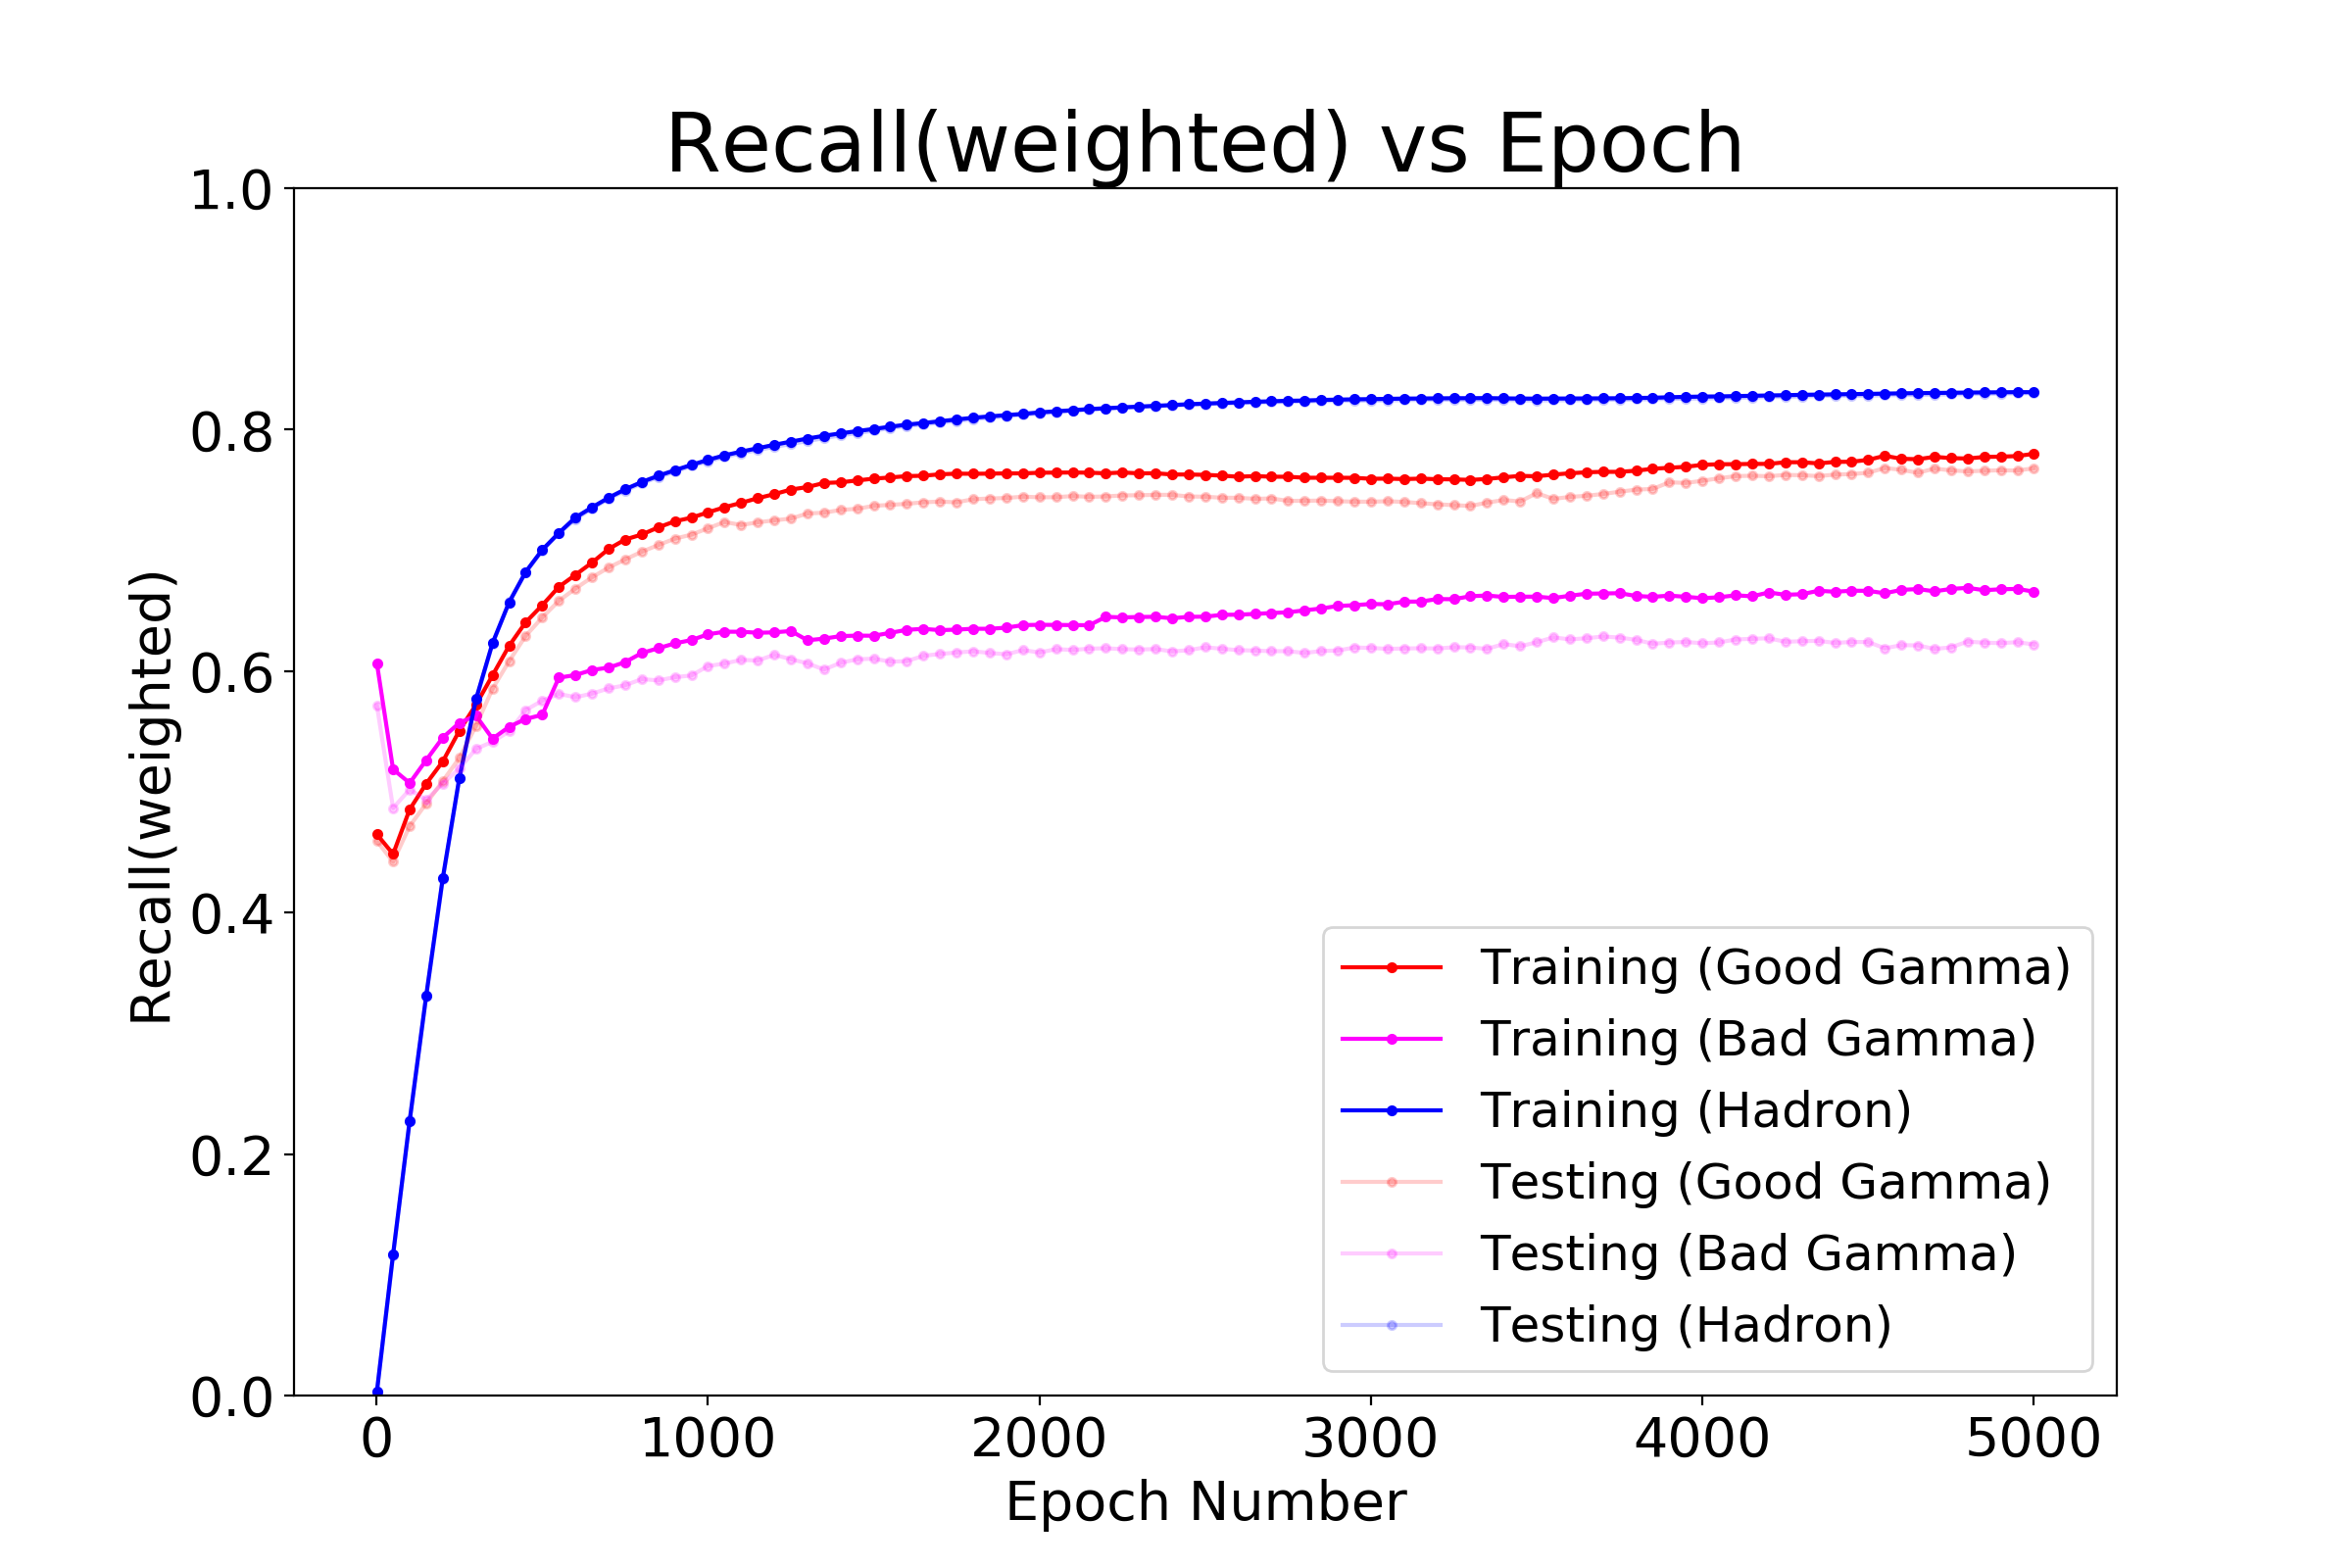 Recall(weighted) vs Epoch
1.0
0.8
0.6
0.4
0.2
0.0
Recall(weighted)
Training (Good Gamma)
Training (Bad Gamma)
Training (Hadron)
Testing (Good Gamma)
Testing (Bad Gamma)
Testing (Hadron)
0 1000 2000 3000 4000 5000
Epoch Number